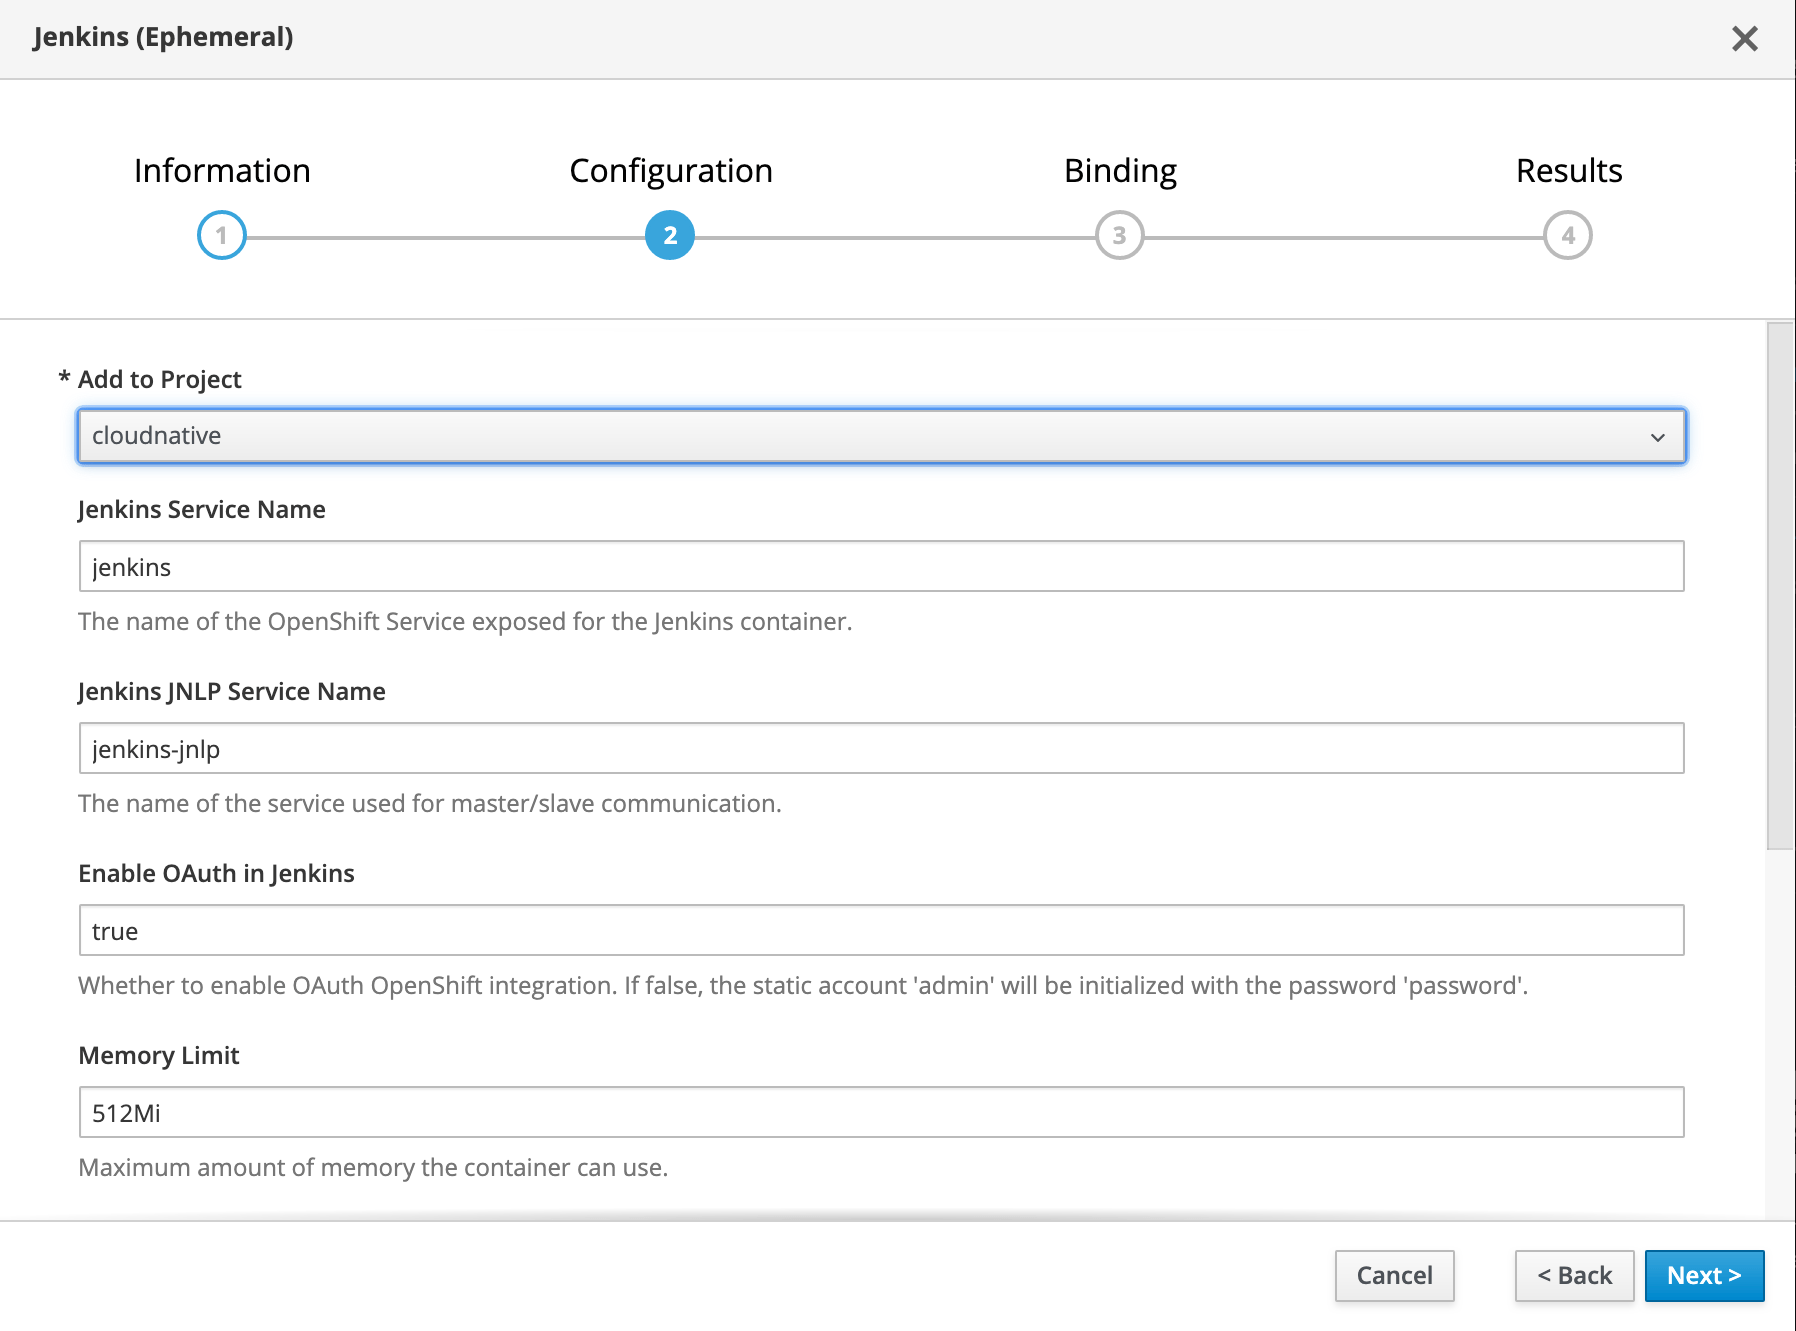 Jenkins (Ephemeral)
Information
Configuration
Binding
Results
1
2
3
4
* Add to Project
cloudnative
Jenkins Service Name
jenkins
The name of the OpenShift Service exposed for the Jenkins container.
Jenkins JNLP Service Name
jenkins-jnlp
The name of the service used for master/slave communication.
Enable OAuth in Jenkins
true
Whether to enable OAuth OpenShift integration. If false, the static account 'admin' will be initialized with the password 'password'.
Memory Limit
512Mi
Maximum amount of memory the container can use.
Cancel
< Back
Next >